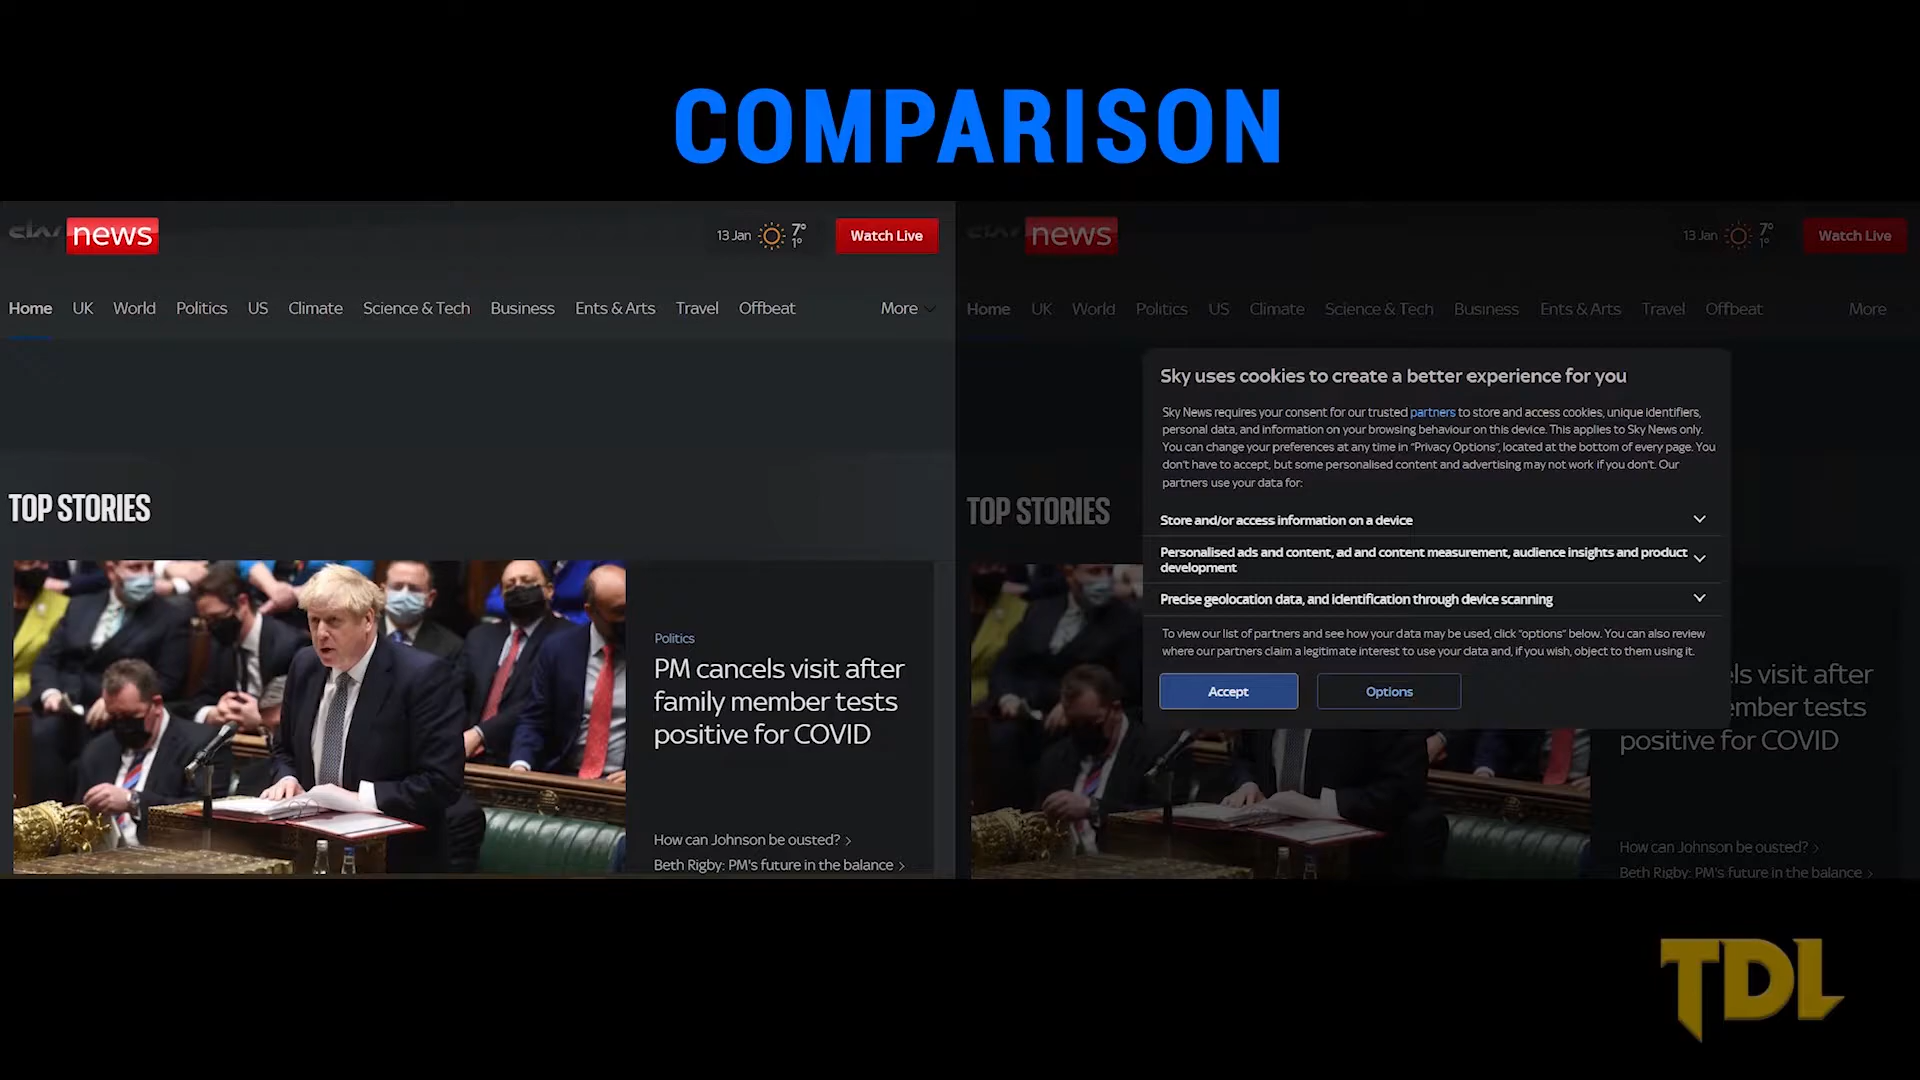 COMPARISON
sky news
13 Jan
7°
1°
Watch Live
Home UK World Politics US Climate Science & Tech Business Ents & Arts Travel Offbeat More
TOP STORIES
Politics
PM cancels visit after
family member tests
positive for COVID
How can Johnson be ousted?
Beth Rigby: PM's future in the balance
sky news
13 Jan
7°
1°
Watch Live
Home UK World Politics US Climate Science & Tech Business Ents & Arts Travel Offbeat More
Sky uses cookies to create a better experience for you
Sky News requires your consent for our trusted partners to store and access cookies, unique identifiers,
personal data, and information on your browsing behaviour on this device. This applies to Sky News only.
You can change your preferences at any time in "Privacy Options", located at the bottom of every page. You
don't have to accept, but some personalised content and advertising may not work if you don't. Our
partners use your data for:
TOP STORIES
Store and/or access information on a device
Personalised ads and content, ad and content measurement, audience insights and product
development
Precise geolocation data, and identification through device scanning
To view our list of partners and see how your data may be used, click "options" below. You can also review
where our partners claim a legitimate interest to use your data and, if you wish, object to them using it.
Accept
Options
ls visit after
mber tests
positive for COVID
How can Johnson be ousted?
Beth Rigby: PM's future in the balance
TDL